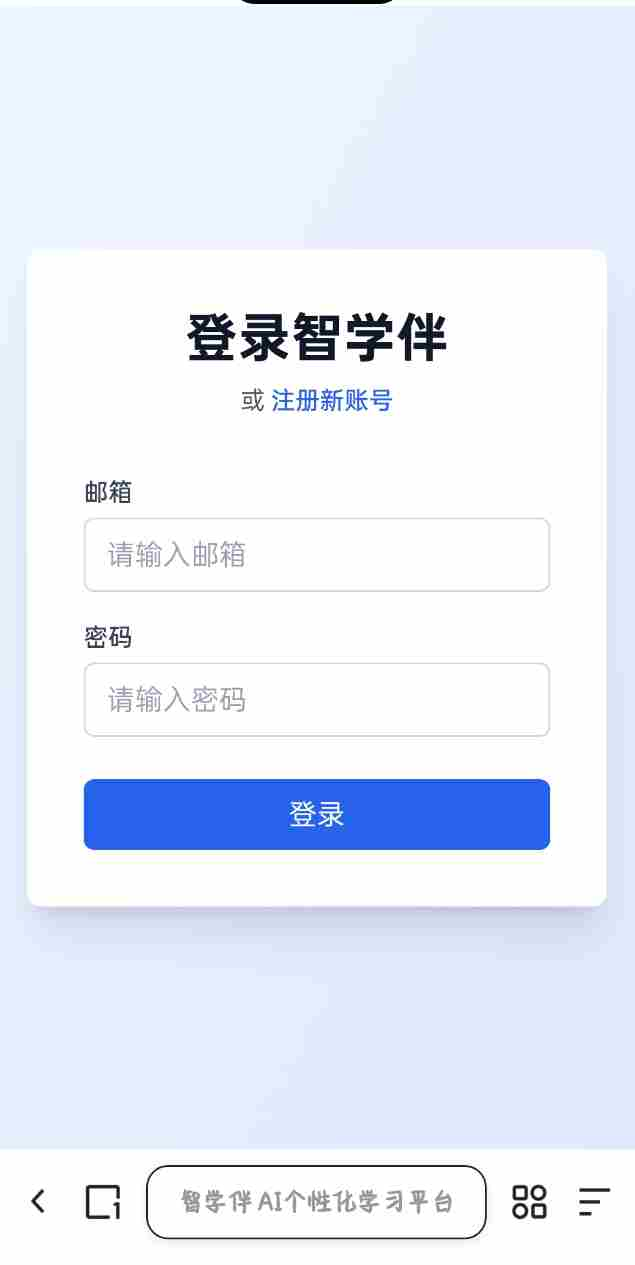 登录智学伴
或 注册新账号
邮箱
请输入邮箱
密码
请输入密码
登录
1
智学伴 AI个性化学习平台